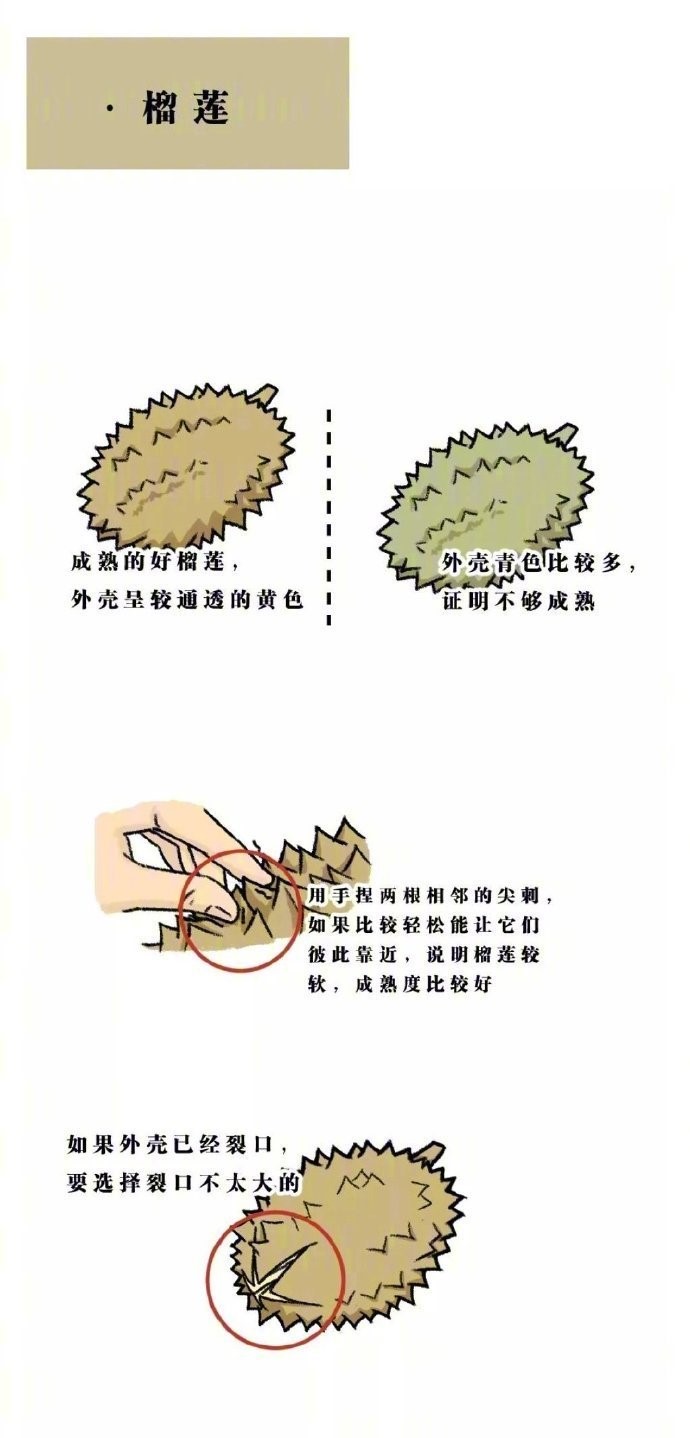 · 榴莲
成熟的好榴莲，
外壳呈较通透的黄色
外壳青色比较多，
证明不够成熟
用手捏两根相邻的尖刺，
如果比较轻松能让它们
彼此靠近，说明榴莲较
软，成熟度比较好
如果外壳已经裂口，
要选择裂口不太大的